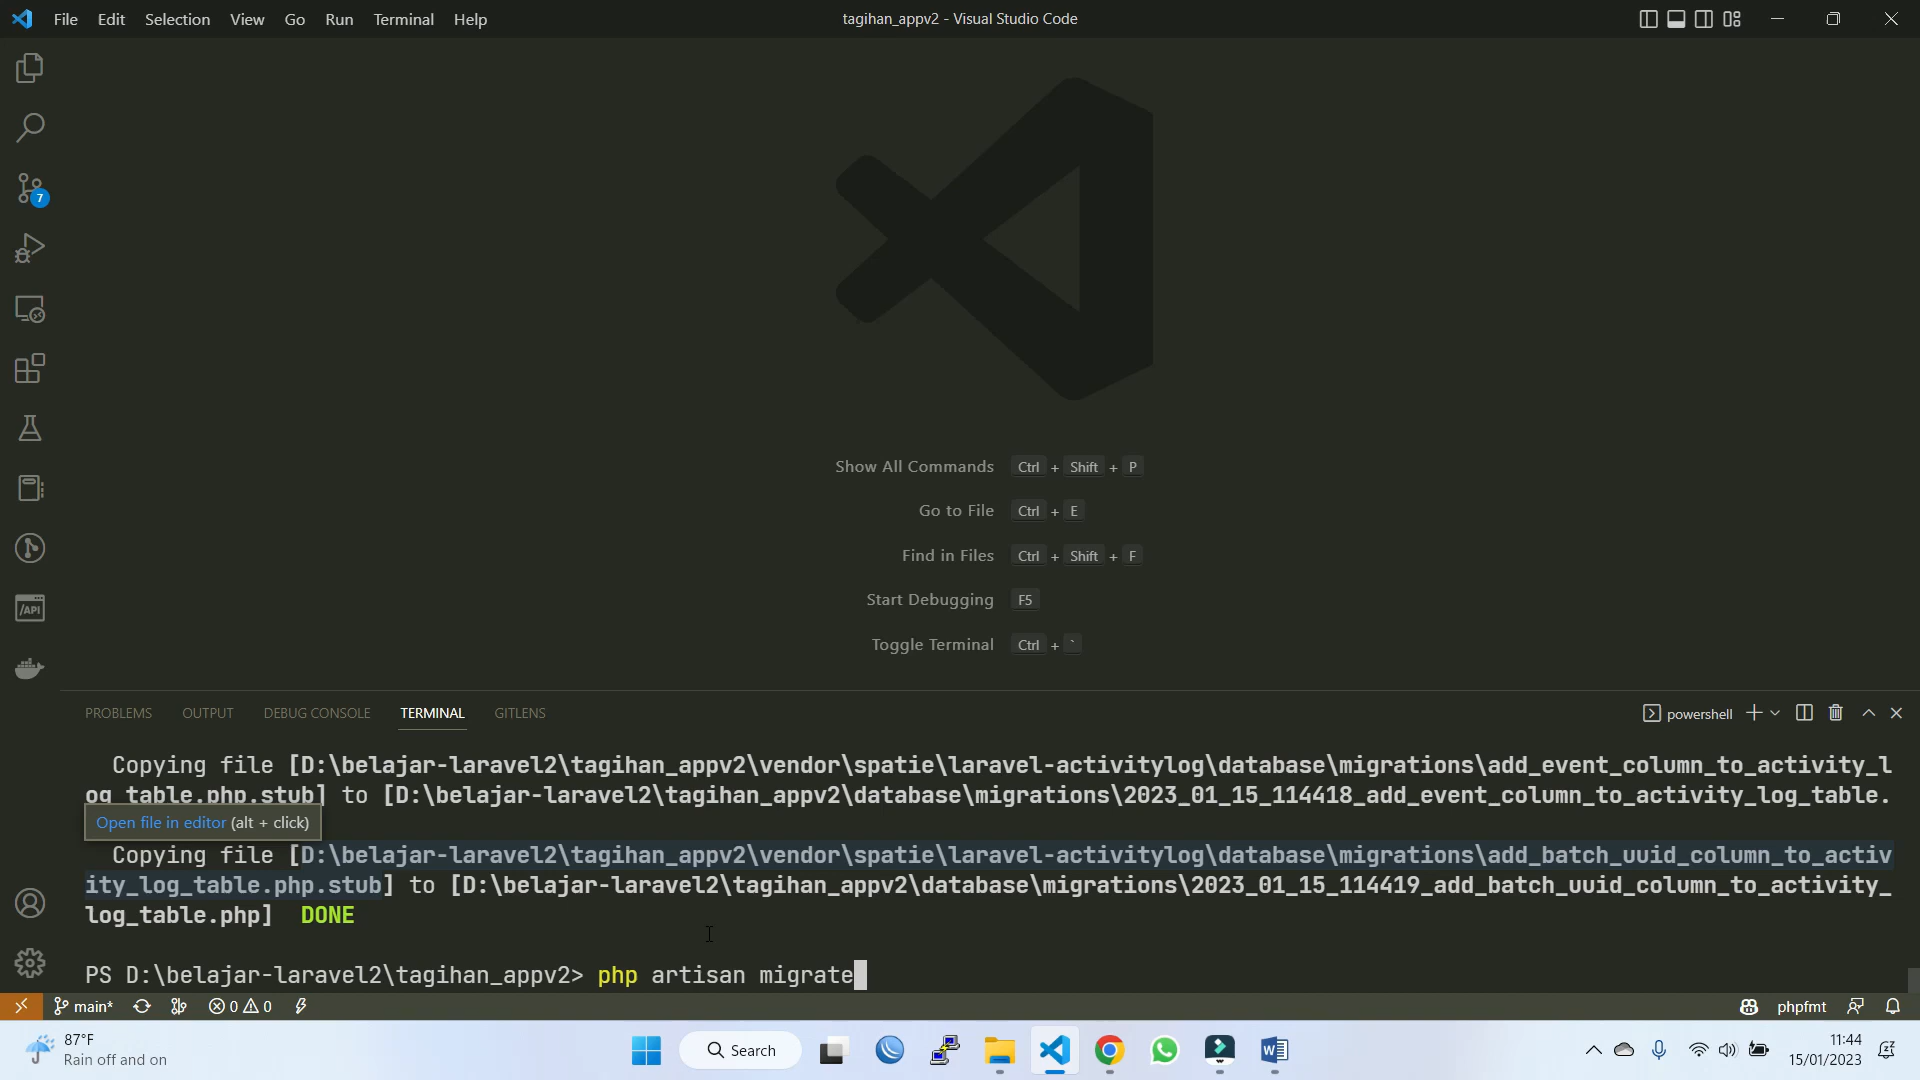 File Edit Selection View Go Run Terminal Help
tagihan_appv2 - Visual Studio Code
7
/API
Show All Commands Ctrl + Shift + P
Go to File Ctrl + E
Find in Files Ctrl + Shift + F
Start Debugging F5
Toggle Terminal Ctrl + `
PROBLEMS OUTPUT DEBUG CONSOLE TERMINAL GITLENS
powershell
Copying file [D:\belajar-laravel2\tagihan_appv2\vendor\spatie\laravel-activitylog\database\migrations\add_event_column_to_activity_l
og_table.php.stub] to [D:\belajar-laravel2\tagihan_appv2\database\migrations\2023_01_15_114418_add_event_column_to_activity_log_table.
Open file in editor (alt + click)
Copying file [D:\belajar-laravel2\tagihan_appv2\vendor\spatie\laravel-activitylog\database\migrations\add_batch_uuid_column_to_activ
ity_log_table.php.stub] to [D:\belajar-laravel2\tagihan_appv2\database\migrations\2023_01_15_114419_add_batch_uuid_column_to_activity_
log_table.php] DONE
PS D:\belajar-laravel2\tagihan_appv2> php artisan migrate
main* 0 0
phpfmt
87°F
Rain off and on
Search
11:44
15/01/2023